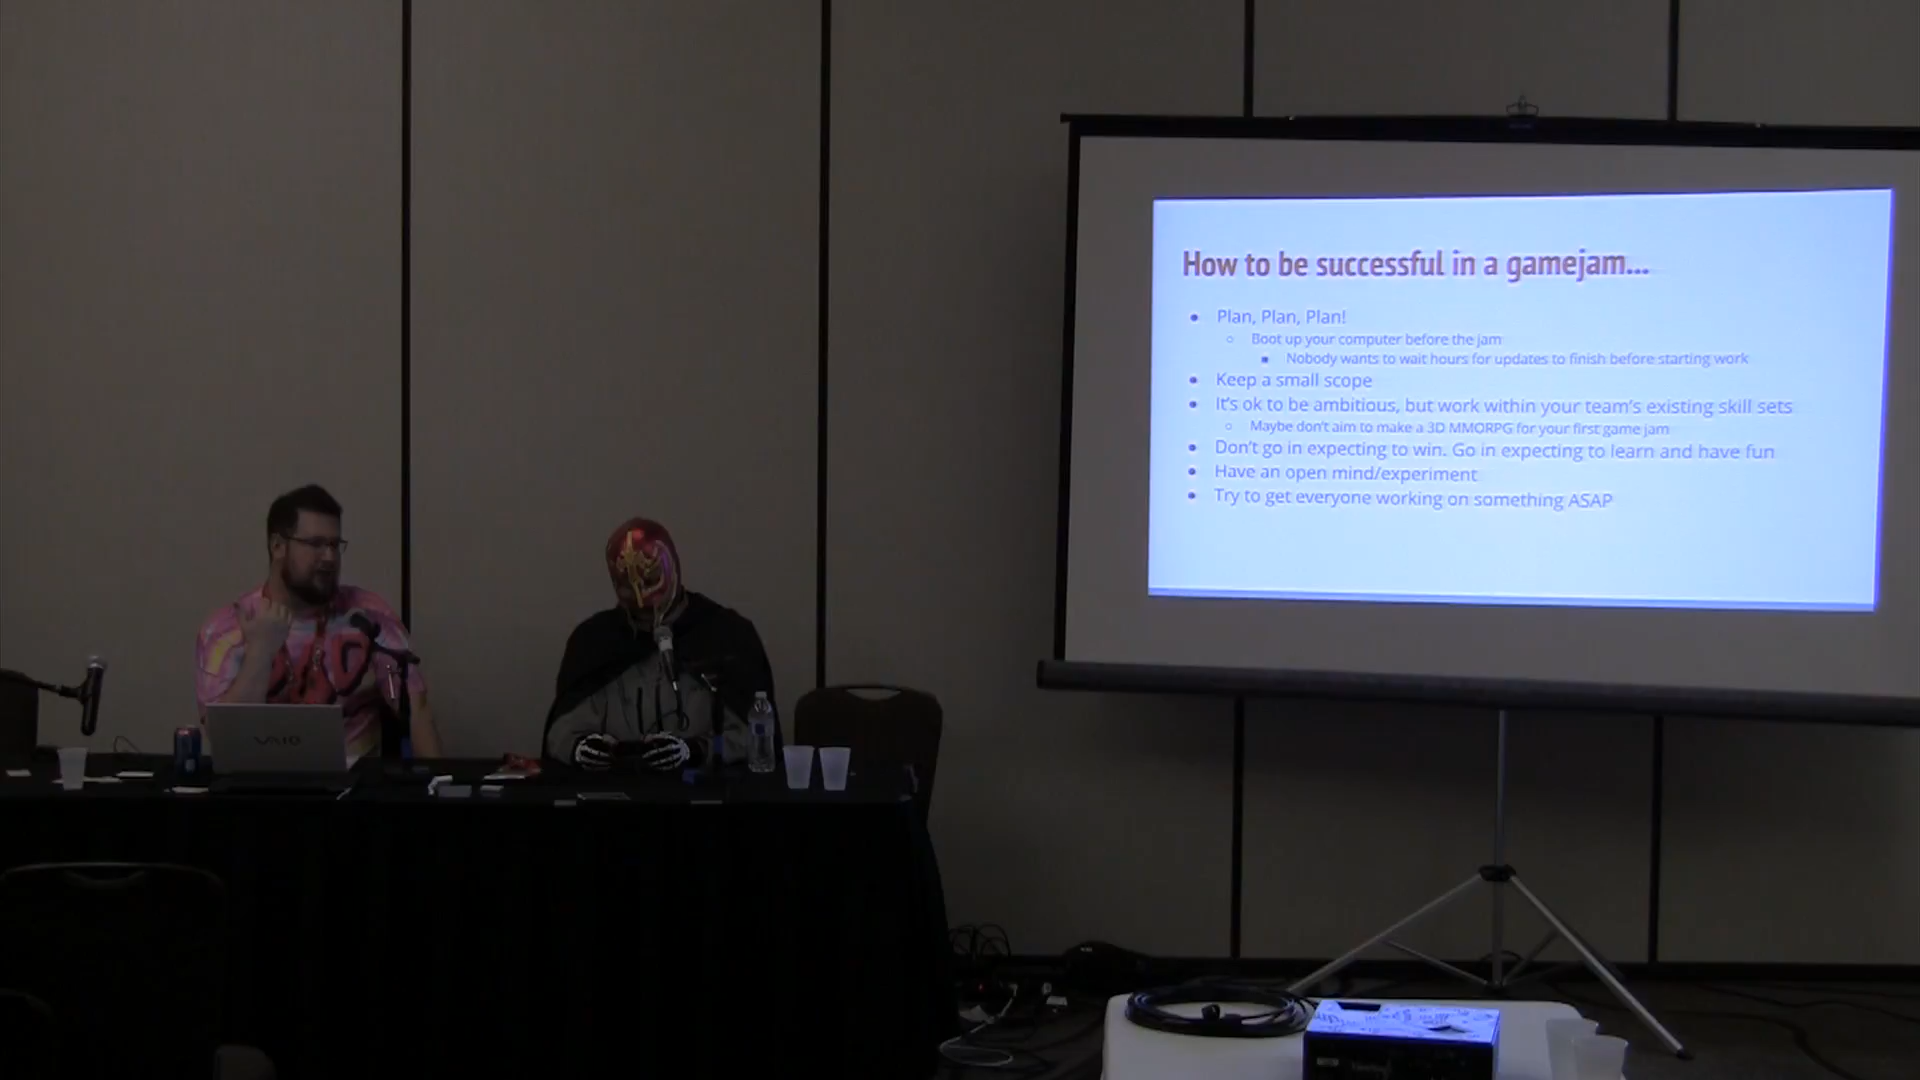 How to be successful in a gamejam...
Plan, Plan, Plan!
Boot up your computer before the jam
Nobody wants to wait hours for updates to finish before starting work
Keep a small scope
It's ok to be ambitious, but work within your team's existing skill sets
Maybe don't aim to make a 3D MMORPG for your first game jam
Don't go in expecting to win. Go in expecting to learn and have fun
Have an open mind/experiment
Try to get everyone working on something ASAP
VAIO